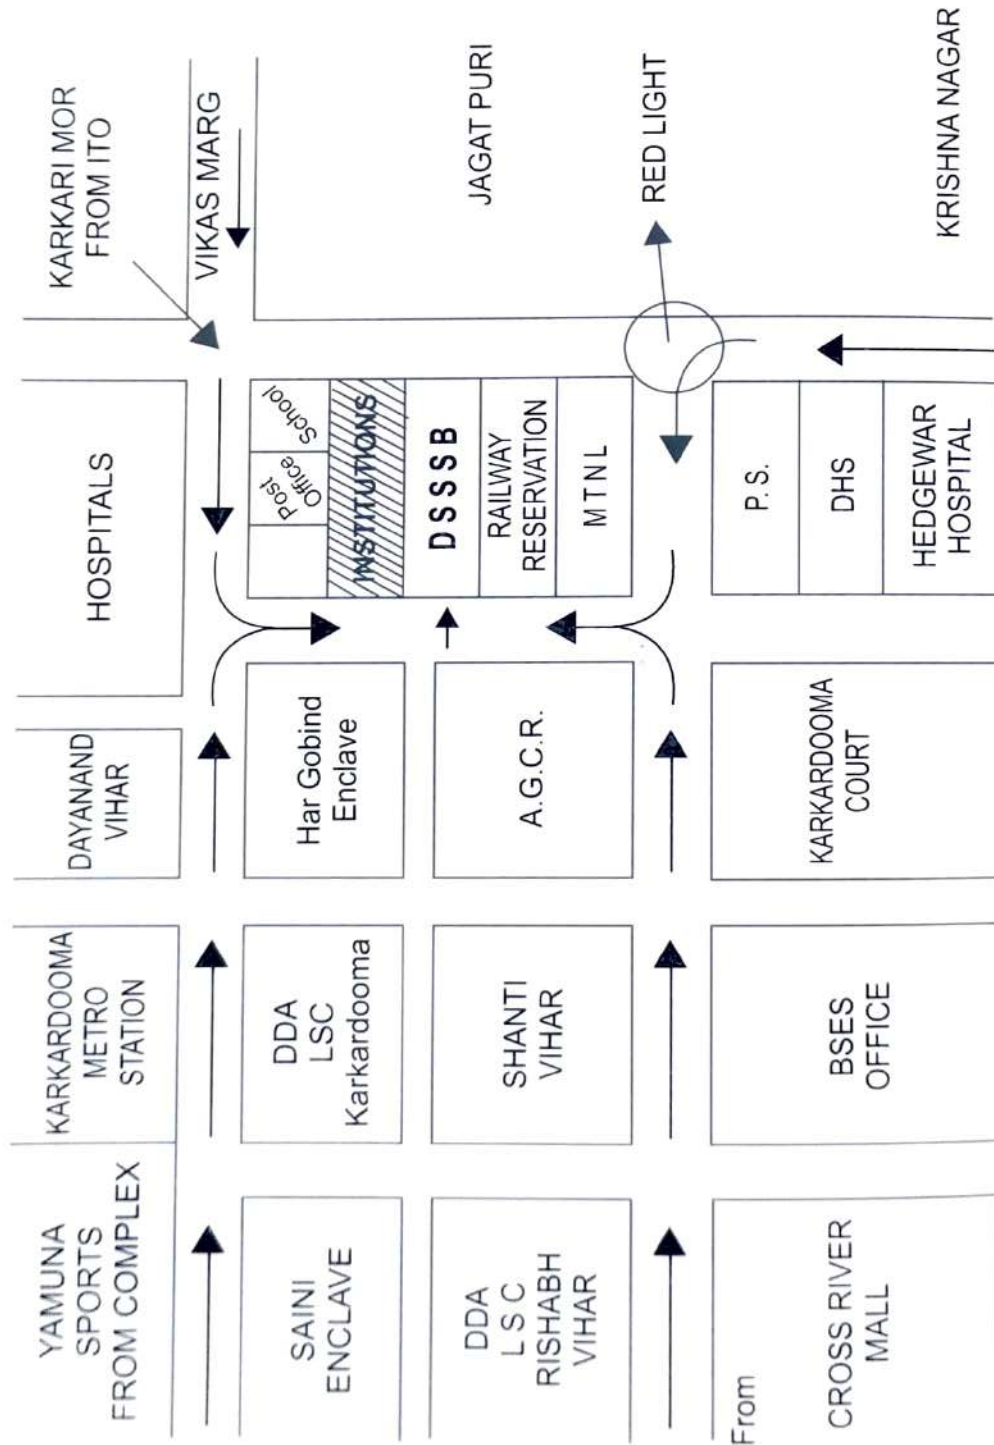 YAMUNA
SPORTS
FROM COMPLEX
KARKARDOOMA
METRO
STATION
DAYANAND
VIHAR
HOSPITALS
KARKARI MOR
FROM ITO
VIKAS MARG
SAINI
ENCLAVE
DDA
LSC
Karkardooma
Har Gobind
Enclave
Post
Office
School
INSTITUTIONS
DSSSB
RAILWAY
RESERVATION
MTNL
JAGAT PURI
DDA
L S C
RISHABH
VIHAR
SHANTI
VIHAR
A.G.C.R.
RED LIGHT
From
CROSS RIVER
MALL
BSES
OFFICE
KARKARDOOMA
COURT
P. S.
DHS
HEDGEWAR
HOSPITAL
KRISHNA NAGAR